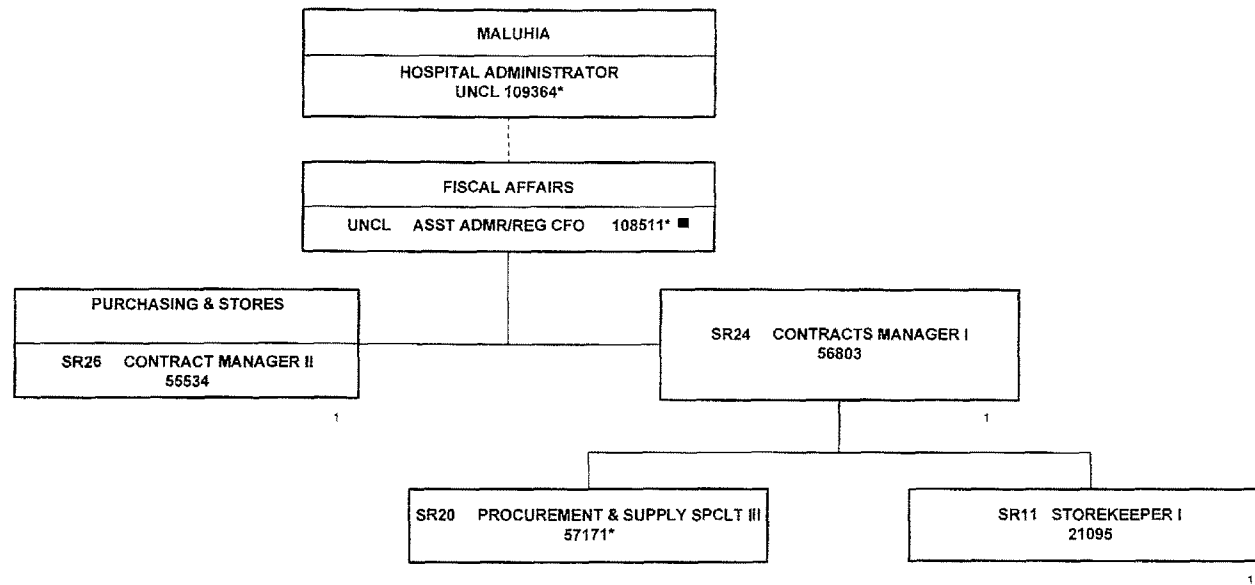 MALUHIA
HOSPITAL ADMINISTRATOR
UNCL 109364*
FISCAL AFFAIRS
UNCL ASST ADMR/REG CFO 108511* ■
PURCHASING & STORES
SR26 CONTRACT MANAGER II
55534
1
SR24 CONTRACTS MANAGER I
56803
1
SR20 PROCUREMENT & SUPPLY SPCLT III
57171*
SR11 STOREKEEPER I
21095
1